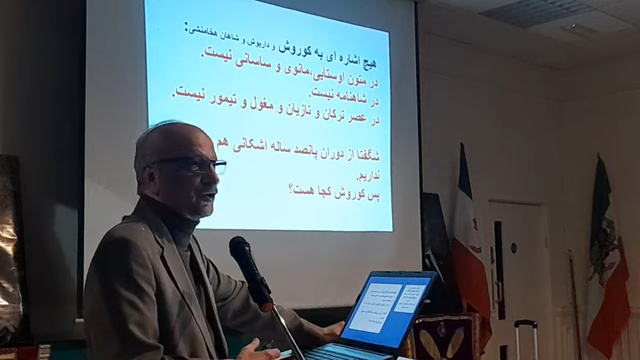 هیچ اشاره ای به کوروش و داریوش و شاهان هخامنشی:
در متون اوستایی،مانوی و ساسانی نیست.
در شاهنامه نیست.
در عصر ترکان و تازیان و مغول و تیمور نیست.
شگفتا از دوران پانصد ساله اشکانی هم
نداریم.
پس کوروش کجا هست؟